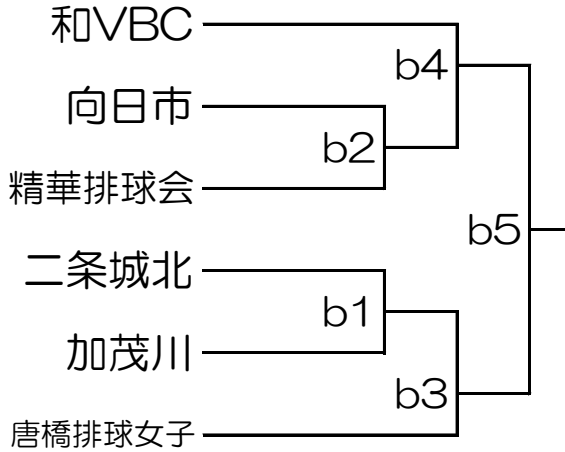 和VBC
b4
向日市
b2
精華排球会
b5
二条城北
b1
加茂川
b3
唐橋排球女子